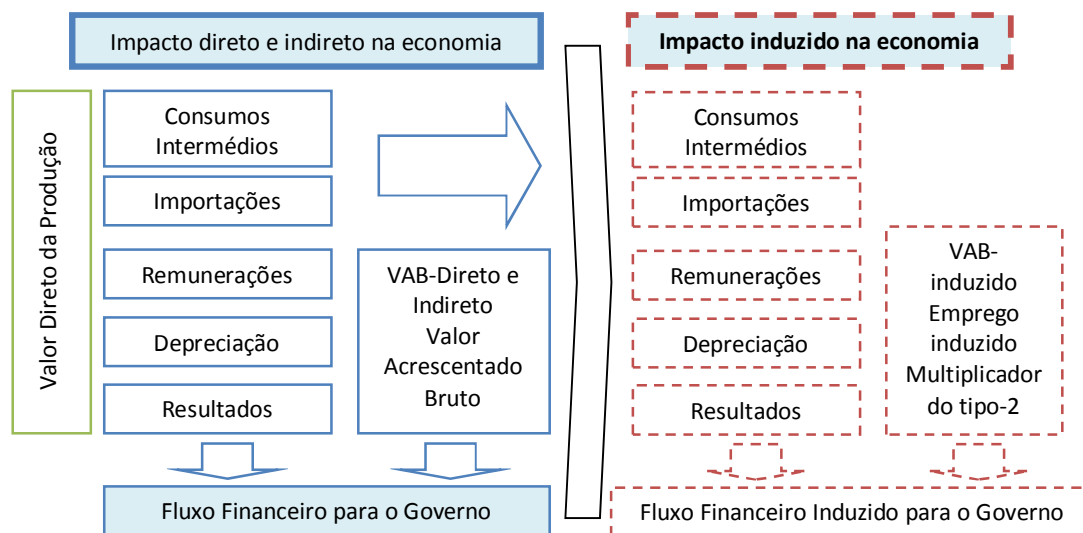 Impacto direto e indireto na economia
Valor Direto da Produção
Consumos
Intermédios
Importações
Remunerações
Depreciação
Resultados
VAB-Direto e
Indireto
Valor
Acrescentado
Bruto
Fluxo Financeiro para o Governo
Impacto induzido na economia
Consumos
Intermédios
Importações
Remunerações
Depreciação
Resultados
VAB-
induzido
Emprego
induzido
Multiplicador
do tipo-2
Fluxo Financeiro Induzido para o Governo